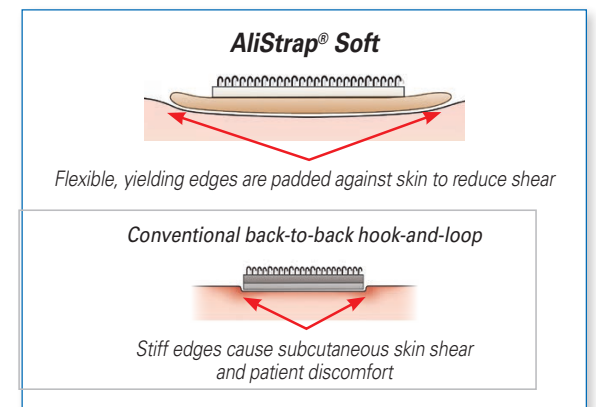 AliStrap® Soft
Flexible, yielding edges are padded against skin to reduce shear
Conventional back-to-back hook-and-loop
Stiff edges cause subcutaneous skin shear
and patient discomfort